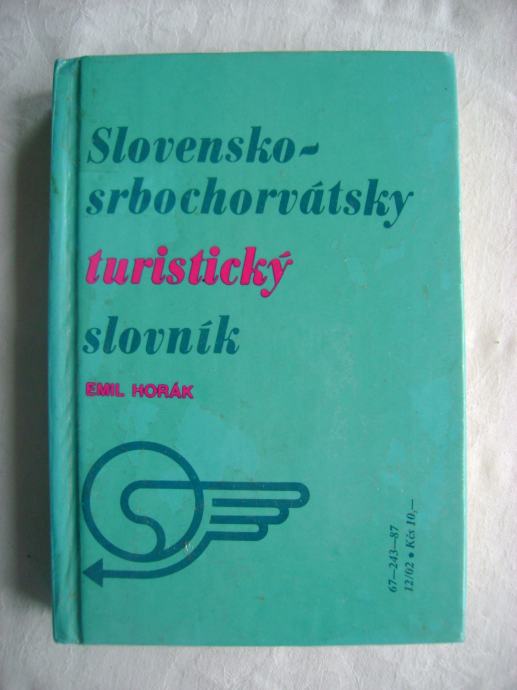 Slovensko-
srbochorvátsky
turistický
slovník
EMIL HORÁK
67—243—87
12/02 • Kčs 10,—